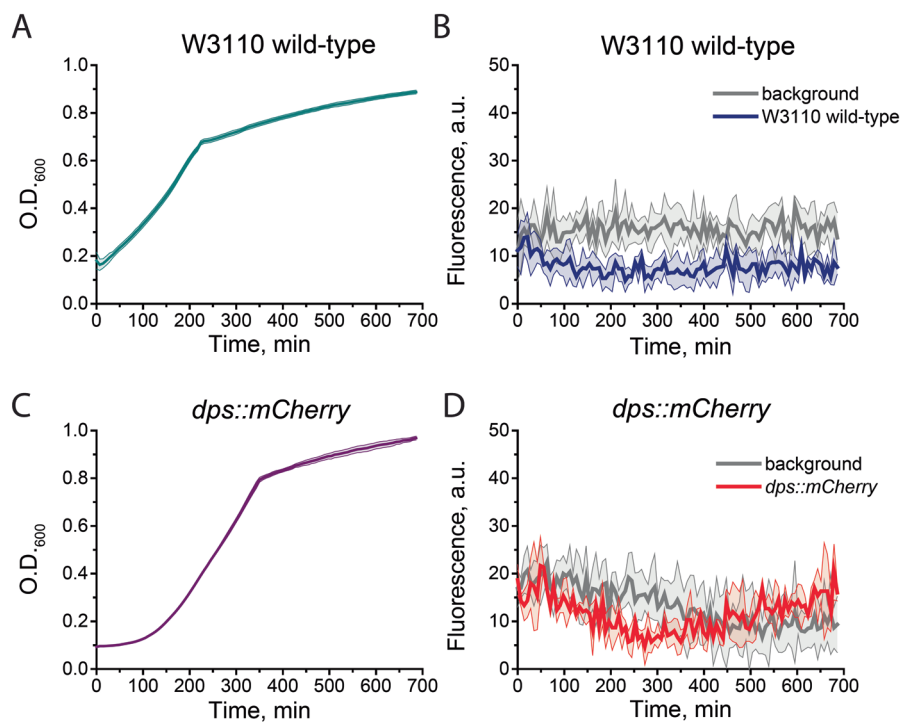 A
W3110 wild-type
O.D.600
1.0
0.8
0.6
0.4
0.2
0.0
0 100 200 300 400 500 600 700
Time, min
B
W3110 wild-type
Fluorescence, a.u.
50
40
30
20
10
0
background
W3110 wild-type
0 100 200 300 400 500 600 700
Time, min
C
dps::mCherry
O.D.600
1.0
0.8
0.6
0.4
0.2
0.0
0 100 200 300 400 500 600 700
Time, min
D
dps::mCherry
Fluorescence, a.u.
50
40
30
20
10
0
background
dps::mCherry
0 100 200 300 400 500 600 700
Time, min